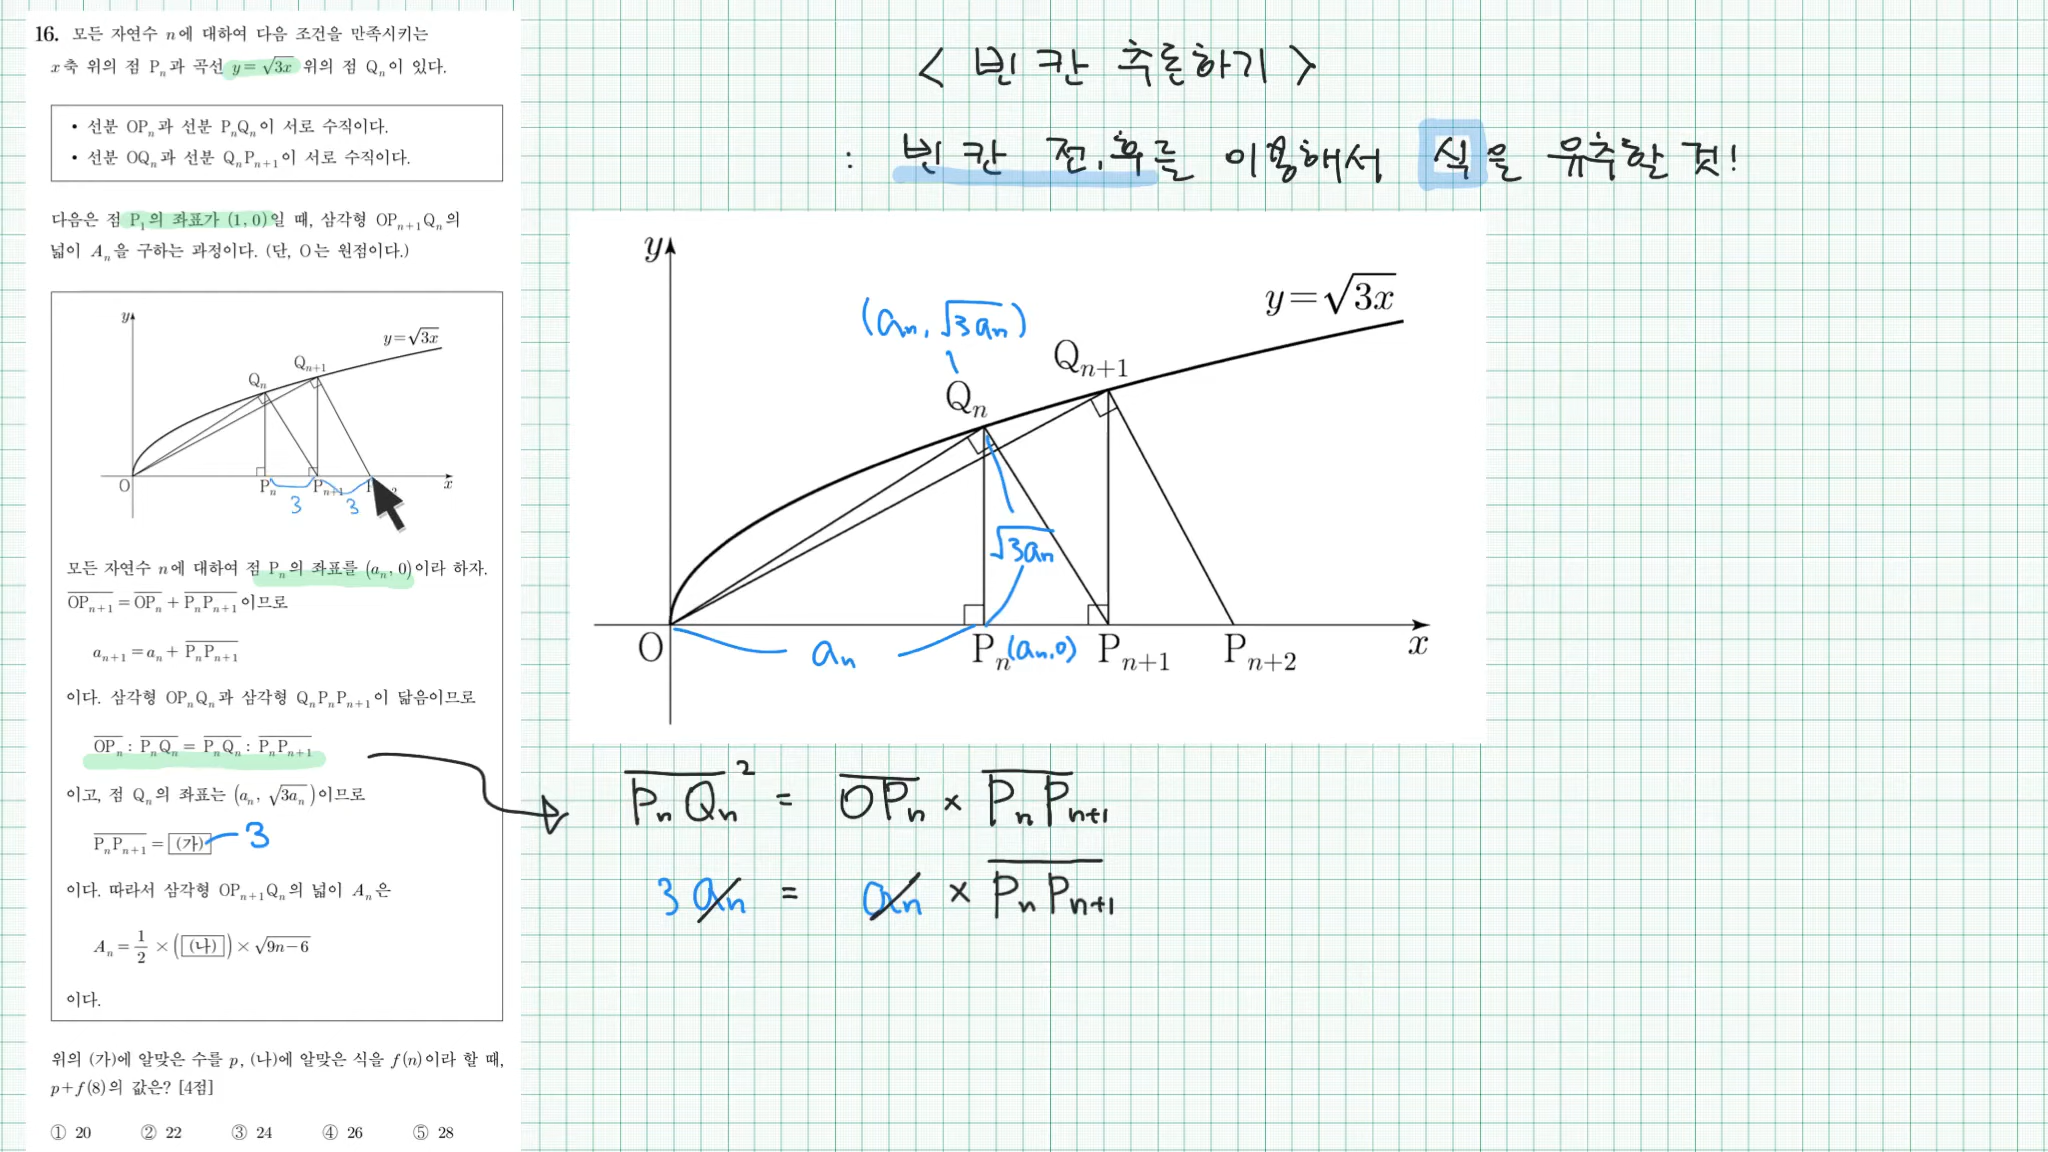 16. 모든 자연수 n에 대하여 다음 조건을 만족시키는
x축 위의 점 Pₙ과 곡선 y=√3x 위의 점 Qₙ이 있다.
• 선분 OPₙ과 선분 PₙQₙ이 서로 수직이다.
• 선분 OQₙ과 선분 QₙPₙ₊₁이 서로 수직이다.
다음은 점 P₁의 좌표가 (1, 0)일 때, 삼각형 OPₙ₊₁Qₙ의
넓이 Aₙ을 구하는 과정이다. (단, O는 원점이다.)
y
y=√3x
Qₙ₊₁
Qₙ
O Pₙ Pₙ₊₁ x
3 3
모든 자연수 n에 대하여 점 Pₙ의 좌표를 (aₙ, 0)이라 하자.
O̅P̅ₙ₊₁ = O̅P̅ₙ + P̅ₙP̅ₙ₊₁이므로
aₙ₊₁ = aₙ + P̅ₙP̅ₙ₊₁
이다. 삼각형 OPₙQₙ과 삼각형 QₙPₙPₙ₊₁이 닮음이므로
O̅P̅ₙ : P̅ₙQ̅ₙ = P̅ₙQ̅ₙ : P̅ₙP̅ₙ₊₁
이고, 점 Qₙ의 좌표는 (aₙ, √3aₙ)이므로
P̅ₙP̅ₙ₊₁ = (가) 3
이다. 따라서 삼각형 OPₙ₊₁Qₙ의 넓이 Aₙ은
Aₙ = 1/2 × ( (나) ) × √9n−6
이다.
위의 (가)에 알맞은 수를 p, (나)에 알맞은 식을 f(n)이라 할 때,
p+f(8)의 값은? [4점]
① 20 ② 22 ③ 24 ④ 26 ⑤ 28
< 빈 칸 추론하기 >
: 빈 칸 전, 후를 이용해서 식을 유추할 것!
y
y=√3x
(aₙ, √3aₙ)
Qₙ₊₁
Qₙ
√3aₙ
O aₙ Pₙ (aₙ,0) Pₙ₊₁ Pₙ₊₂ x
P̅ₙQ̅ₙ² = O̅P̅ₙ × P̅ₙP̅ₙ₊₁
3aₙ = aₙ × P̅ₙP̅ₙ₊₁